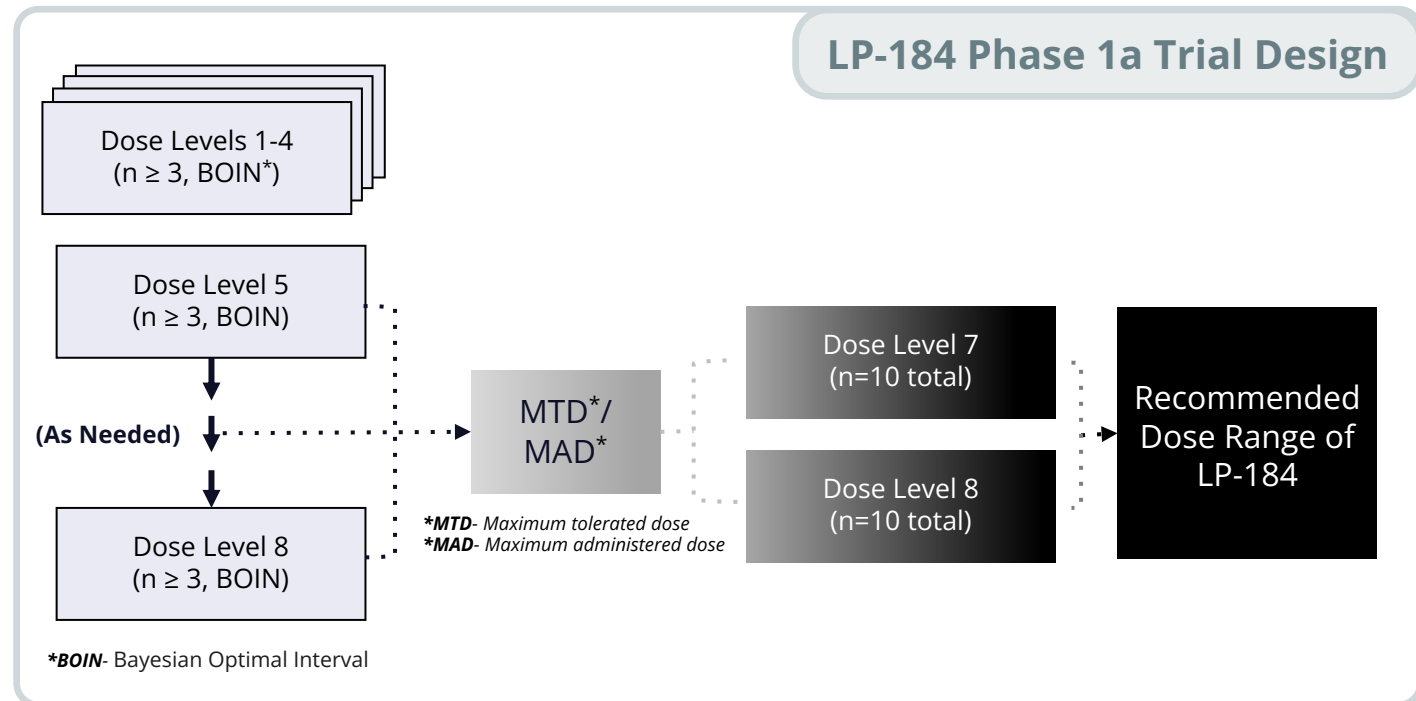 LP-184 Phase 1a Trial Design
Dose Levels 1-4
(n ≥ 3, BOIN*)
Dose Level 5
(n ≥ 3, BOIN)
(As Needed)
Dose Level 8
(n ≥ 3, BOIN)
*BOIN- Bayesian Optimal Interval
MTD*/
MAD*
*MTD- Maximum tolerated dose
*MAD- Maximum administered dose
Dose Level 7
(n=10 total)
Dose Level 8
(n=10 total)
Recommended
Dose Range of
LP-184